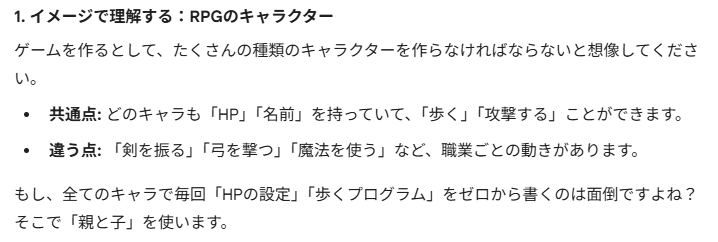 1. イメージで理解する：RPGのキャラクター
ゲームを作るとして、たくさんの種類のキャラクターを作らなければならないと想像してくださ
い。
• 共通点: どのキャラも「HP」「名前」を持っていて、「歩く」「攻撃する」ことができます。
• 違う点: 「剣を振る」「弓を撃つ」「魔法を使う」など、職業ごとの動きがあります。
もし、全てのキャラで毎回「HPの設定」「歩くプログラム」をゼロから書くのは面倒ですよね？
そこで「親と子」を使います。